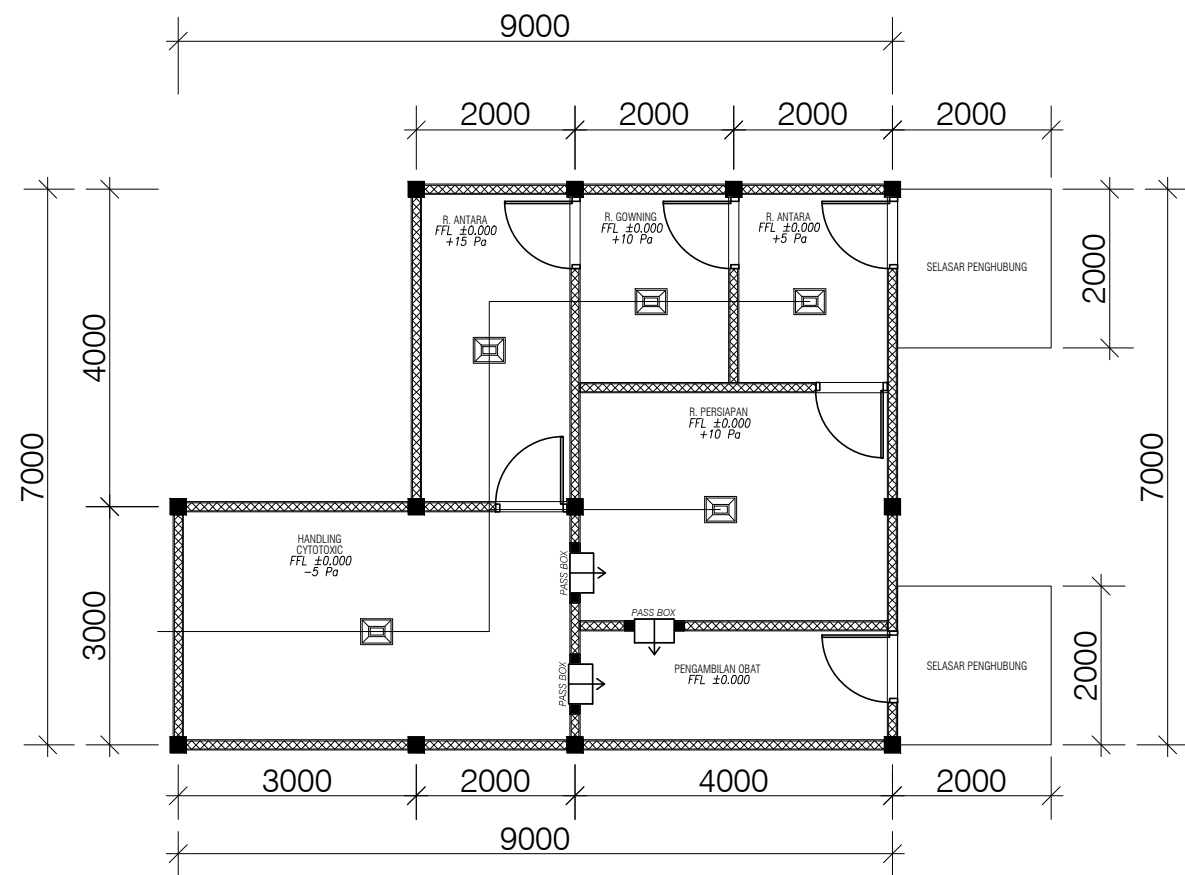 9000
2000
2000
2000
2000
R. ANTARA
FFL ±0.000
+15 Pa
R. GOWNING
FFL ±0.000
+10 Pa
R. ANTARA
FFL ±0.000
+5 Pa
SELASAR PENGHUBUNG
2000
4000
7000
R. PERSIAPAN
FFL ±0.000
+10 Pa
7000
HANDLING
CYTOTOXIC
FFL ±0.000
-5 Pa
PASS BOX
PASS BOX
3000
PASS BOX
PENGAMBILAN OBAT
FFL ±0.000
SELASAR PENGHUBUNG
2000
3000
2000
4000
2000
9000